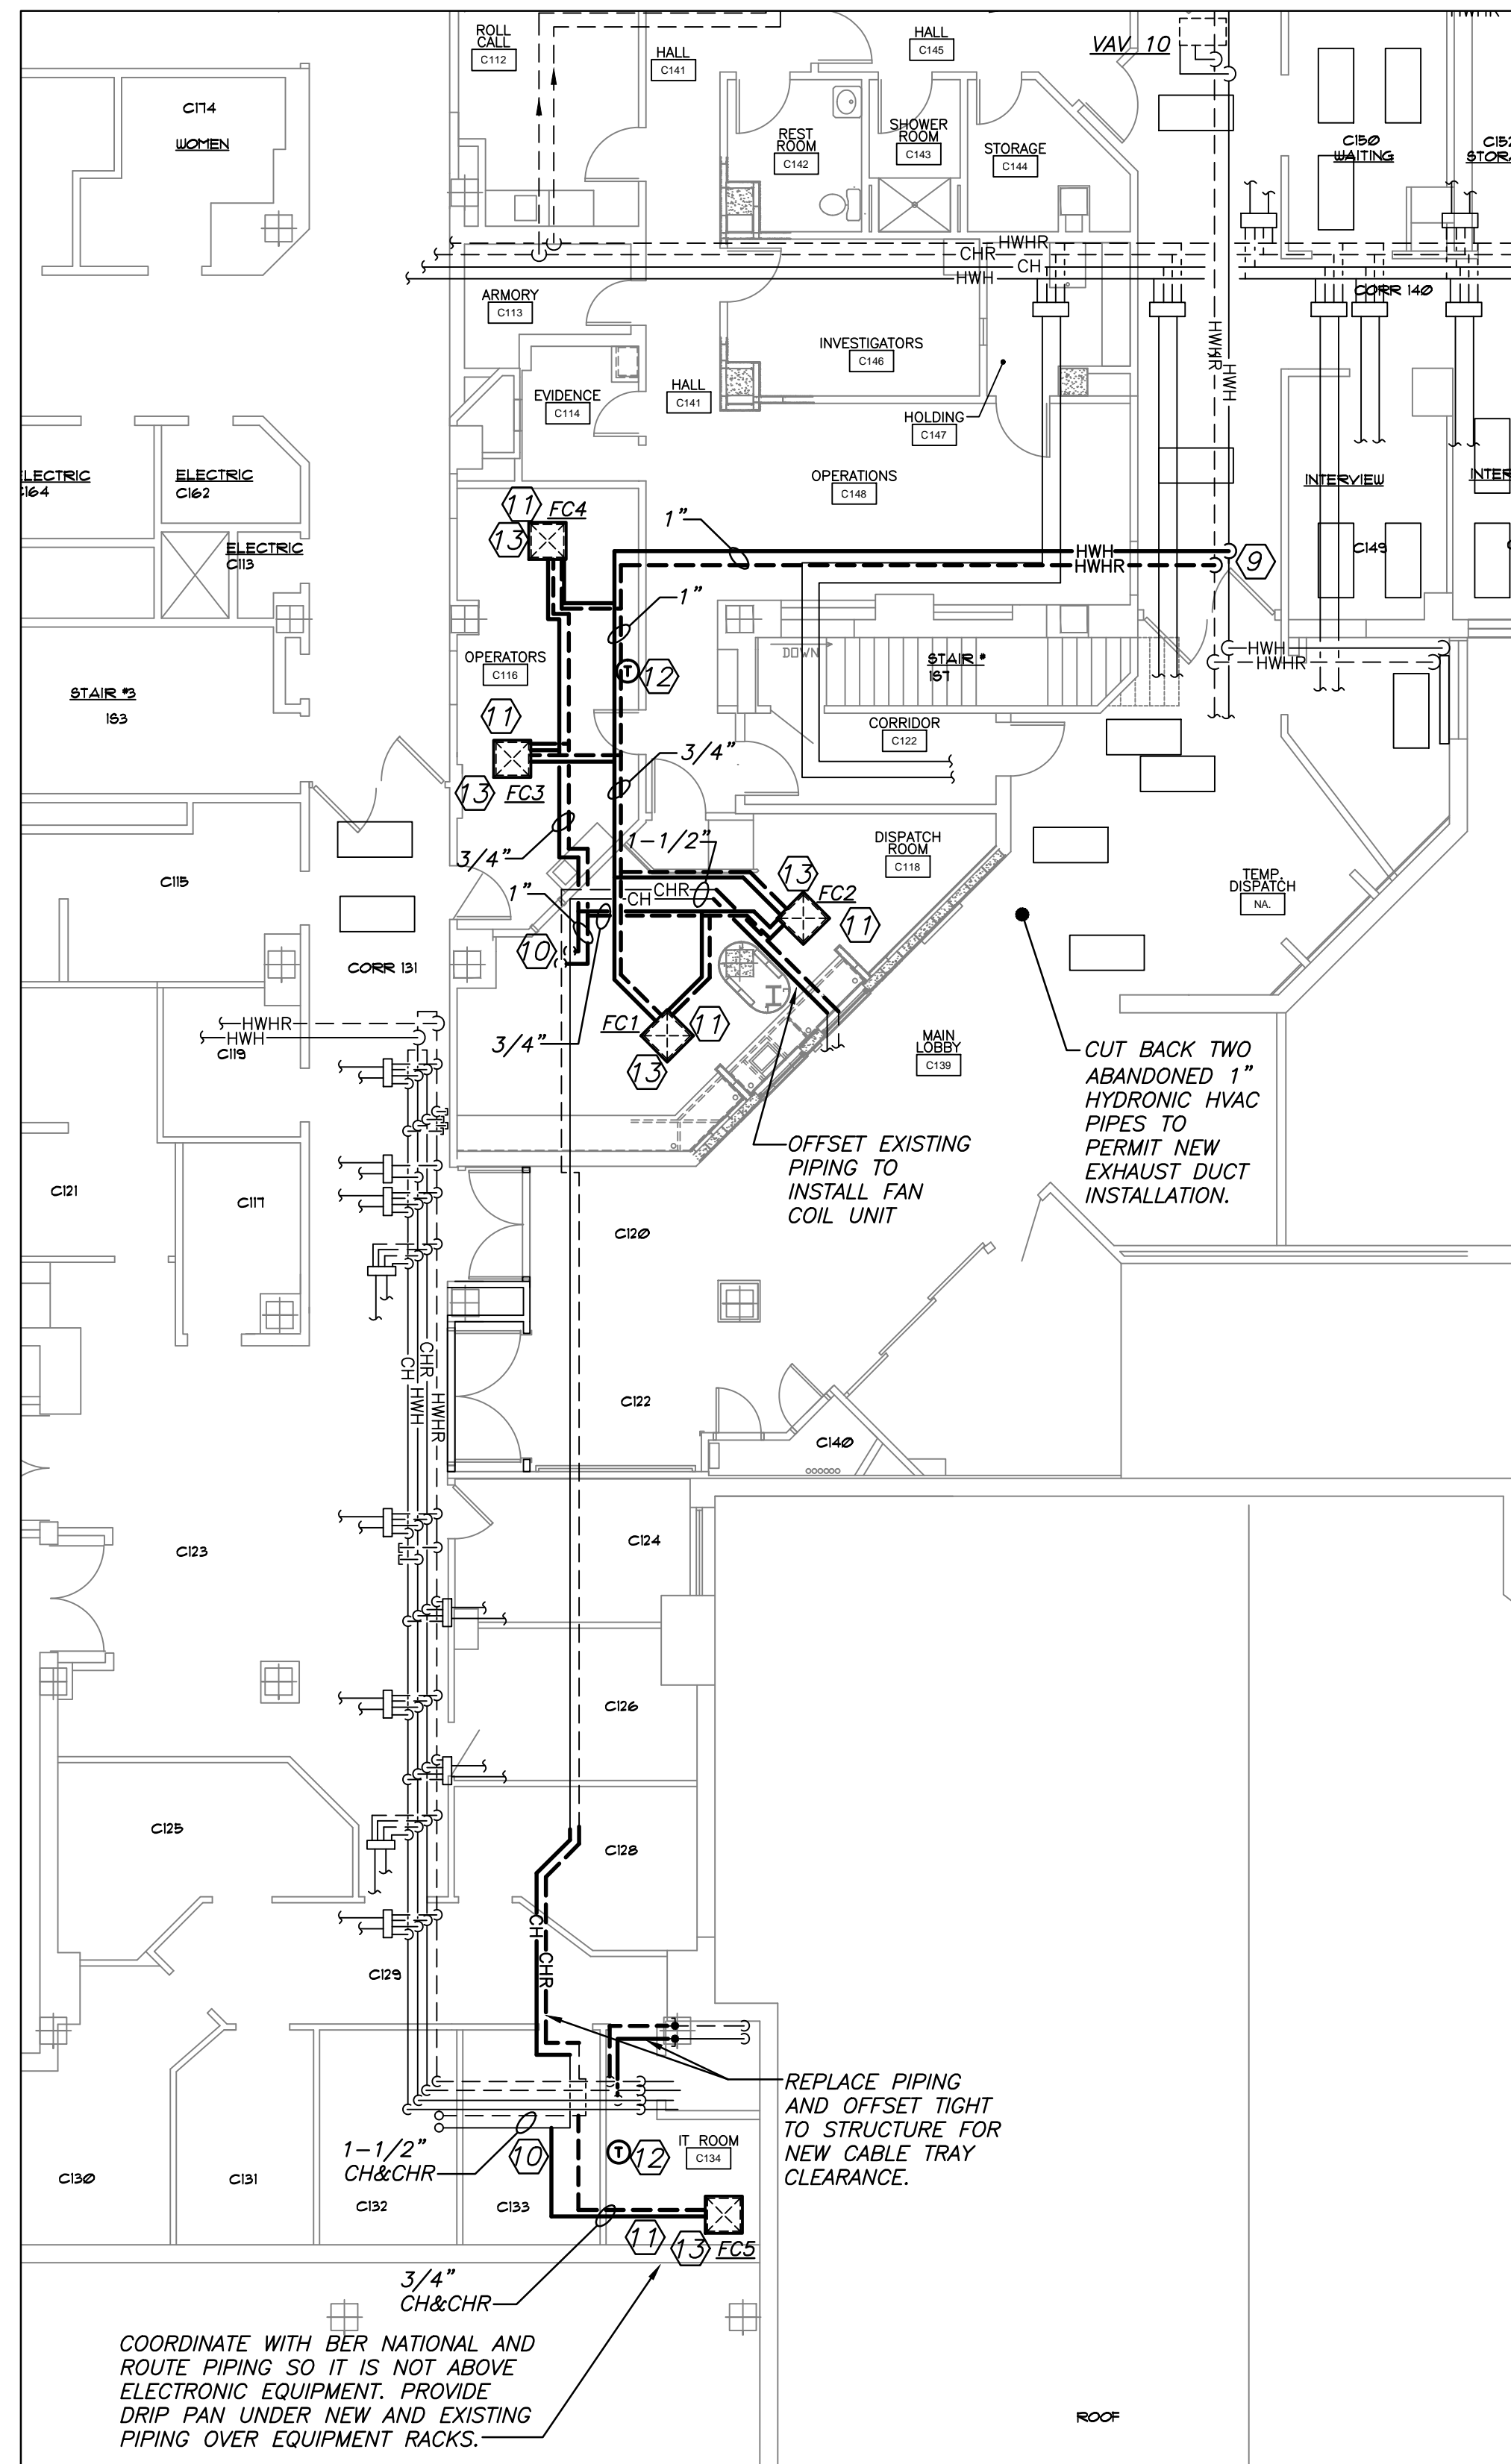 ROLL
CALL
C112
HALL
C141
HALL
C145
VAV 10
C174
WOMEN
REST
ROOM
C142
SHOWER
ROOM
C143
STORAGE
C144
C150
WAITING
HWHR
CHR
CH
HWH
CORR 140
ARMORY
C113
INVESTIGATORS
C146
HWHR
HWH
EVIDENCE
C114
HALL
C141
HOLDING
C147
ELECTRIC
C162
OPERATIONS
C148
INTERVIEW
11
FC4
13
1"
HWH
HWHR
9
C149
ELECTRIC
C113
1"
OPERATORS
C116
T
12
DOWN
STAIR #
1S7
HWH
HWHR
STAIR #3
1S3
11
CORRIDOR
C122
3/4"
13
FC3
1-1/2"
DISPATCH
ROOM
C118
3/4"
C115
TEMP.
DISPATCH
NA.
1"
CHR
CH
13
FC2
11
10
CORR 131
HWHR
HWH
C119
FC1
11
3/4"
13
MAIN
LOBBY
C139
CUT BACK TWO
ABANDONED 1"
HYDRONIC HVAC
PIPES TO
PERMIT NEW
EXHAUST DUCT
INSTALLATION.
OFFSET EXISTING
PIPING TO
INSTALL FAN
COIL UNIT
C121
C117
C120
CH
CHR
HWH
HWHR
C122
C140
C123
C124
C126
C125
C128
CH
CHR
C129
REPLACE PIPING
AND OFFSET TIGHT
TO STRUCTURE FOR
NEW CABLE TRAY
CLEARANCE.
1-1/2"
CH&CHR
10
T
12
IT ROOM
C134
C130
C131
C132
C133
11
13
FC5
3/4"
CH&CHR
COORDINATE WITH BER NATIONAL AND
ROUTE PIPING SO IT IS NOT ABOVE
ELECTRONIC EQUIPMENT. PROVIDE
DRIP PAN UNDER NEW AND EXISTING
PIPING OVER EQUIPMENT RACKS.
ROOF